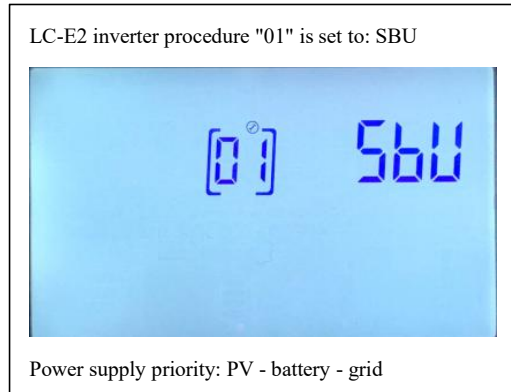 LC-E2 inverter procedure "01" is set to: SBU
[01] SbU
Power supply priority: PV - battery - grid